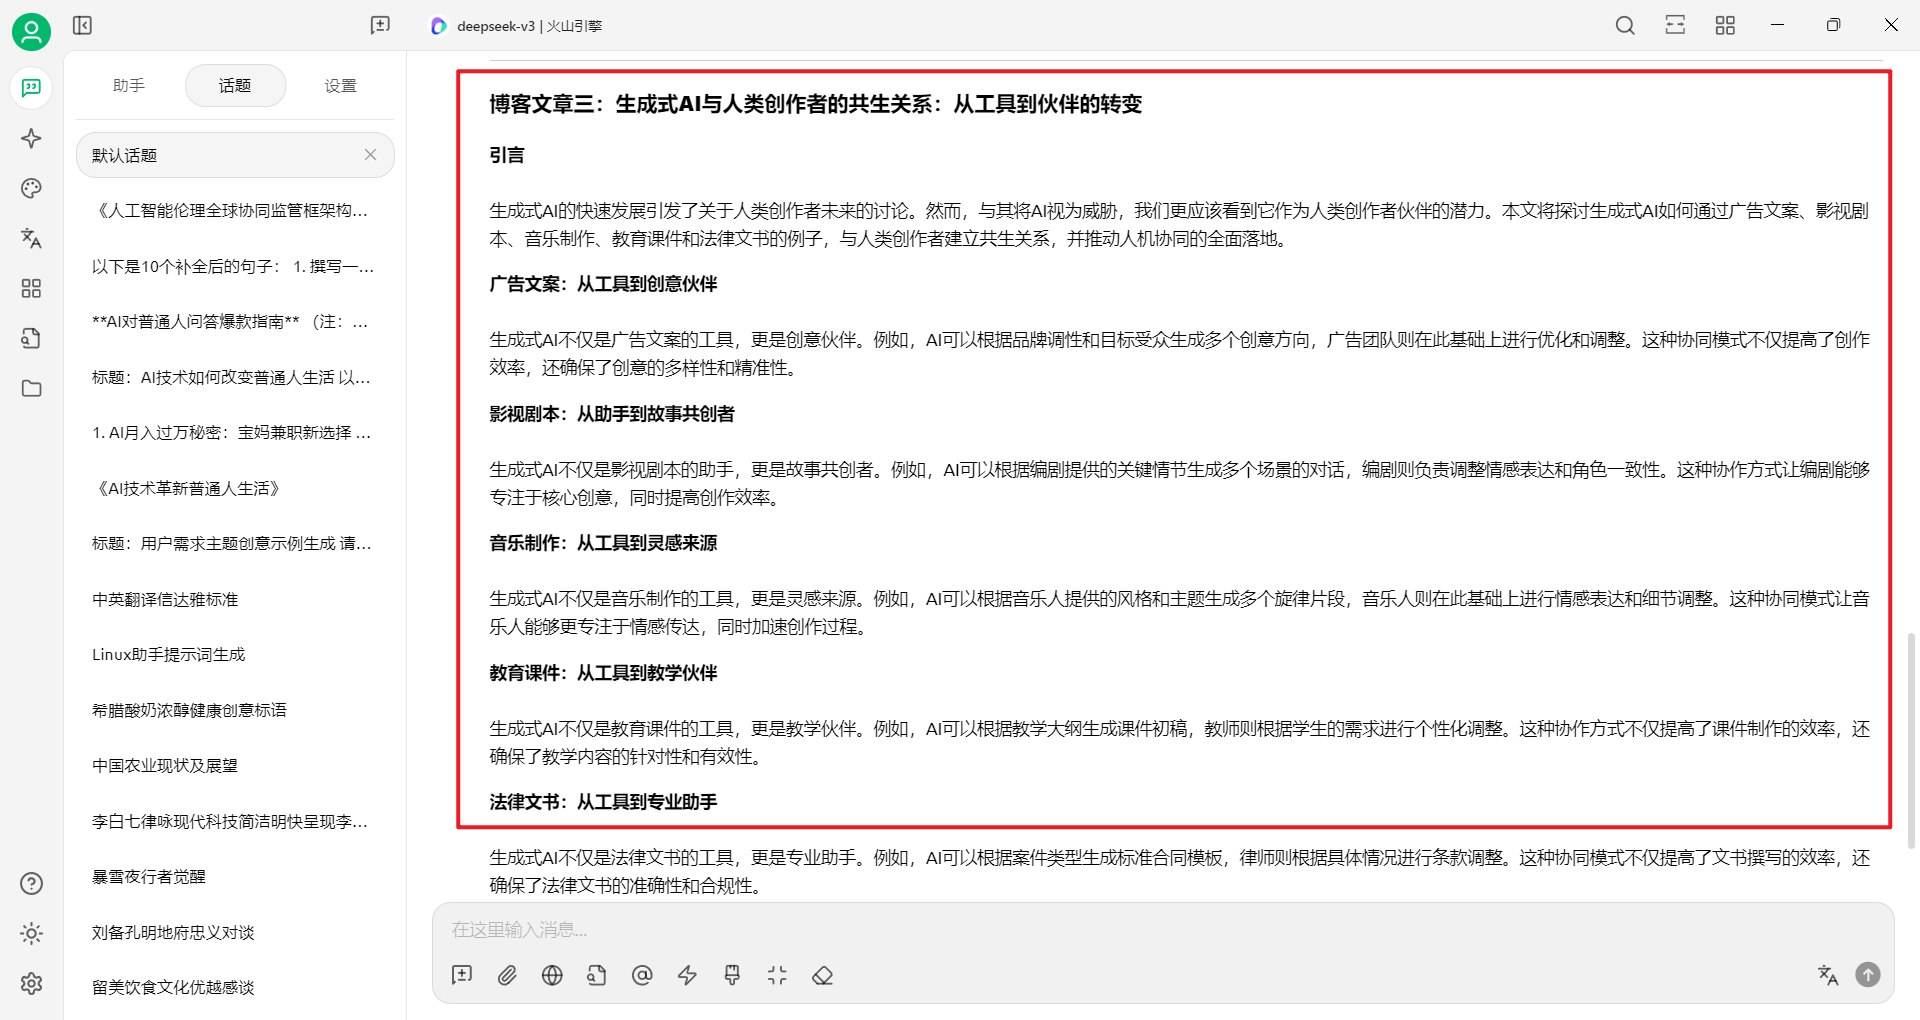 deepseek-v3 | 火山引擎
助手
话题
设置
默认话题
《人工智能伦理全球协同监管框架构...
以下是10个补全后的句子： 1. 撰写一...
**AI对普通人问答爆款指南** （注：...
标题：AI技术如何改变普通人生活 以...
1. AI月入过万秘密：宝妈兼职新选择 ...
《AI技术革新普通人生活》
标题：用户需求主题创意示例生成 请...
中英翻译信达雅标准
Linux助手提示词生成
希腊酸奶浓醇健康创意标语
中国农业现状及展望
李白七律咏现代科技简洁明快呈现李...
暴雪夜行者觉醒
刘备孔明地府忠义对谈
留美饮食文化优越感谈
博客文章三：生成式AI与人类创作者的共生关系：从工具到伙伴的转变
引言
生成式AI的快速发展引发了关于人类创作者未来的讨论。然而，与其将AI视为威胁，我们更应该看到它作为人类创作者伙伴的潜力。本文将探讨生成式AI如何通过广告文案、影视剧
本、音乐制作、教育课件和法律文书的例子，与人类创作者建立共生关系，并推动人机协同的全面落地。
广告文案：从工具到创意伙伴
生成式AI不仅是广告文案的工具，更是创意伙伴。例如，AI可以根据品牌调性和目标受众生成多个创意方向，广告团队则在此基础上进行优化和调整。这种协同模式不仅提高了创作
效率，还确保了创意的多样性和精准性。
影视剧本：从助手到故事共创者
生成式AI不仅是影视剧本的助手，更是故事共创者。例如，AI可以根据编剧提供的关键情节生成多个场景的对话，编剧则负责调整情感表达和角色一致性。这种协作方式让编剧能够
专注于核心创意，同时提高创作效率。
音乐制作：从工具到灵感来源
生成式AI不仅是音乐制作的工具，更是灵感来源。例如，AI可以根据音乐人提供的风格和主题生成多个旋律片段，音乐人则在此基础上进行情感表达和细节调整。这种协同模式让音
乐人能够更专注于情感传达，同时加速创作过程。
教育课件：从工具到教学伙伴
生成式AI不仅是教育课件的工具，更是教学伙伴。例如，AI可以根据教学大纲生成课件初稿，教师则根据学生的需求进行个性化调整。这种协作方式不仅提高了课件制作的效率，还
确保了教学内容的针对性和有效性。
法律文书：从工具到专业助手
生成式AI不仅是法律文书的工具，更是专业助手。例如，AI可以根据案件类型生成标准合同模板，律师则根据具体情况进行条款调整。这种协同模式不仅提高了文书撰写的效率，还
确保了法律文书的准确性和合规性。
在这里输入消息...